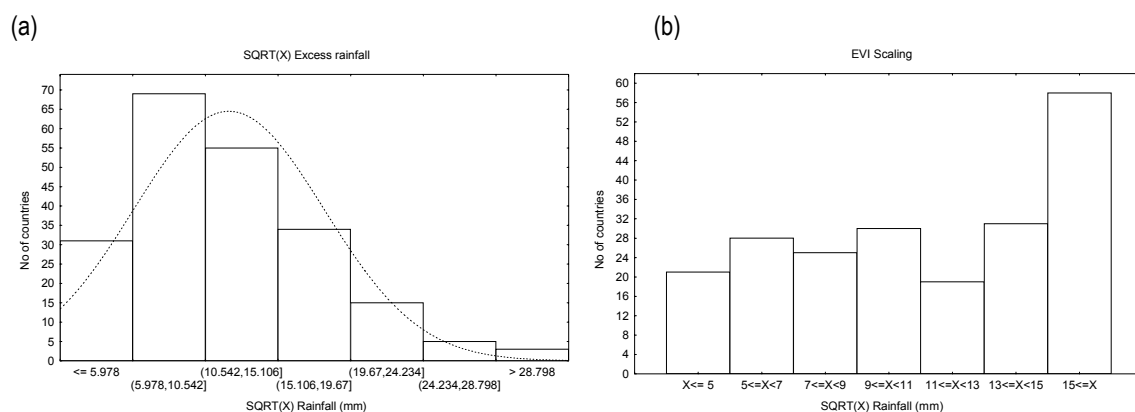 (a)
SQRT(X) Excess rainfall
No of countries
70
65
60
55
50
45
40
35
30
25
20
15
10
5
0
<= 5.978
(5.978,10.542]
(10.542,15.106]
(15.106,19.67]
(19.67,24.234]
(24.234,28.798]
> 28.798
SQRT(X) Rainfall (mm)
(b)
EVI Scaling
No of countries
60
56
52
48
44
40
36
32
28
24
20
16
12
8
4
0
X<= 5
5<=X<7
7<=X<9
9<=X<11
11<=X<13
13<=X<15
15<=X
SQRT(X) Rainfall (mm)